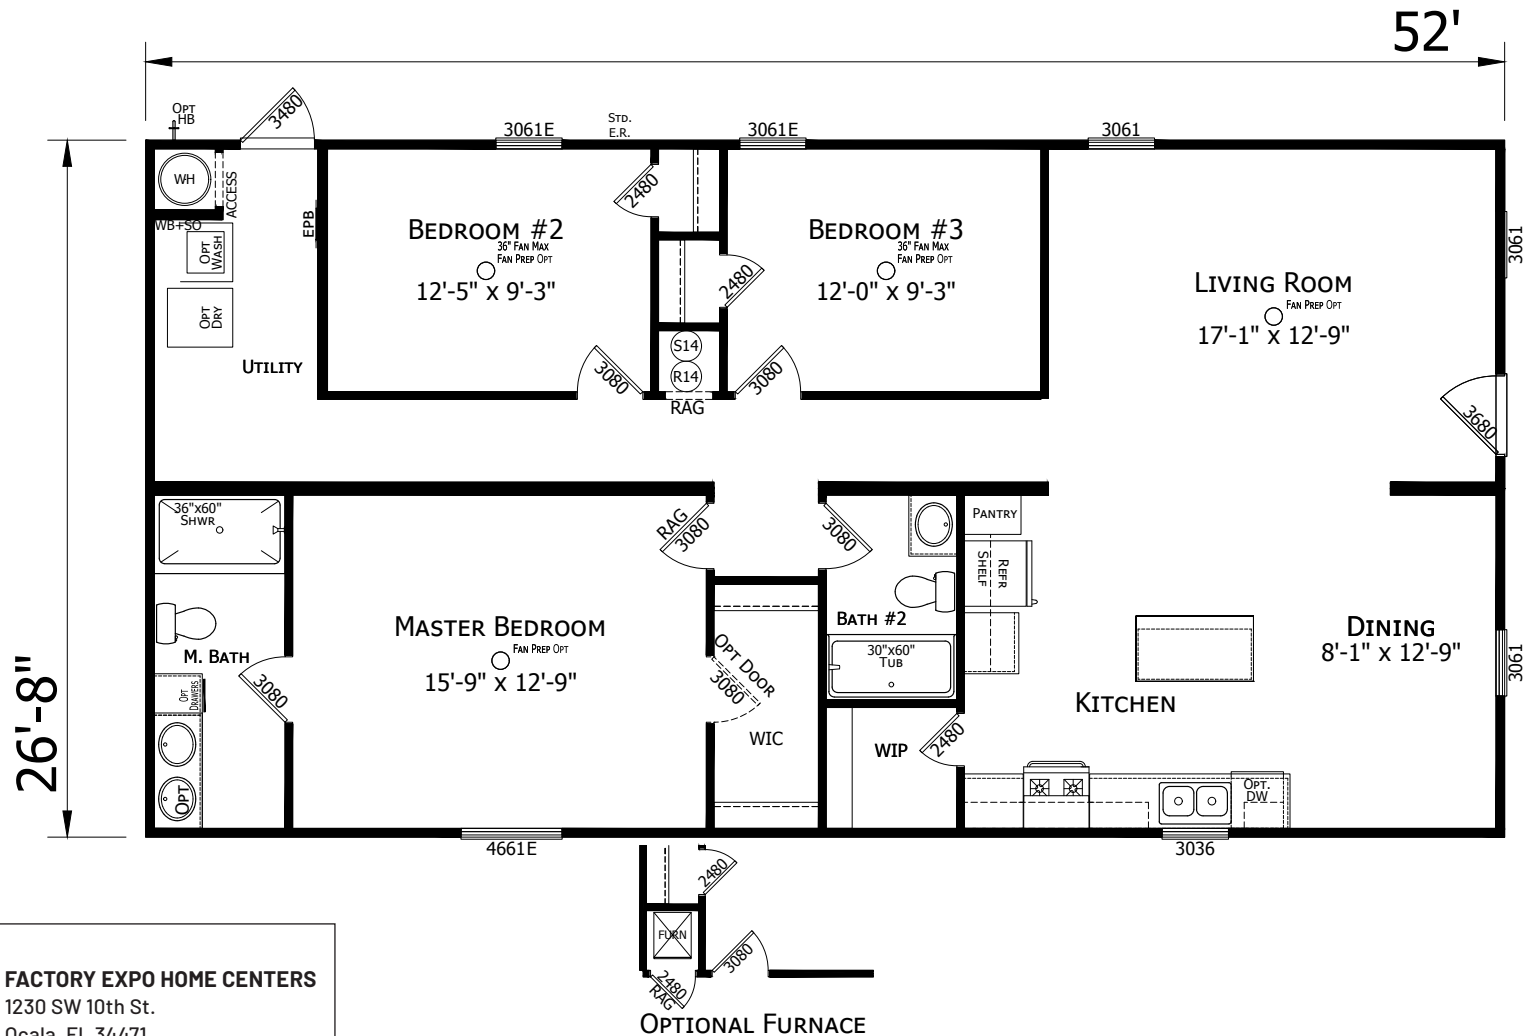 52'
OPT
HB
3480
3061E
STD.
E.R.
3061E
3061
WH
ACCESS
WB+SO
EPB
OPT
WASH
OPT
DRY
UTILITY
BEDROOM #2
36" FAN MAX
FAN PREP OPT
12'-5" X 9'-3"
2480
2480
BEDROOM #3
36" FAN MAX
FAN PREP OPT
12'-0" X 9'-3"
LIVING ROOM
FAN PREP OPT
17'-1" X 12'-9"
3061
3080
S14
R14
RAG
3080
3680
36"x60"
SHWR
RAG
3080
3080
PANTRY
REFR
SHELF
M. BATH
OPT
DRAWERS
3080
OPT
MASTER BEDROOM
FAN PREP OPT
15'-9" X 12'-9"
OPT DOOR
3080
WIC
BATH #2
30"x60"
TUB
WIP
2480
KITCHEN
DINING
8'-1" X 12'-9"
3061
OPT.
DW
26'-8"
4661E
3036
2480
FURN
3080
2480
RAG
OPTIONAL FURNACE
FACTORY EXPO HOME CENTERS
1230 SW 10th St.
Ocala, FL 34471